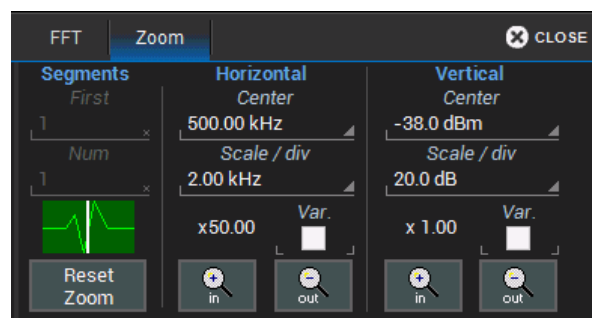 FFT Zoom CLOSE
Segments Horizontal Vertical
First Center Center
1 500.00 kHz -38.0 dBm
Num Scale / div Scale / div
1 2.00 kHz 20.0 dB
x50.00 Var. x 1.00 Var.
Reset
Zoom in out in out